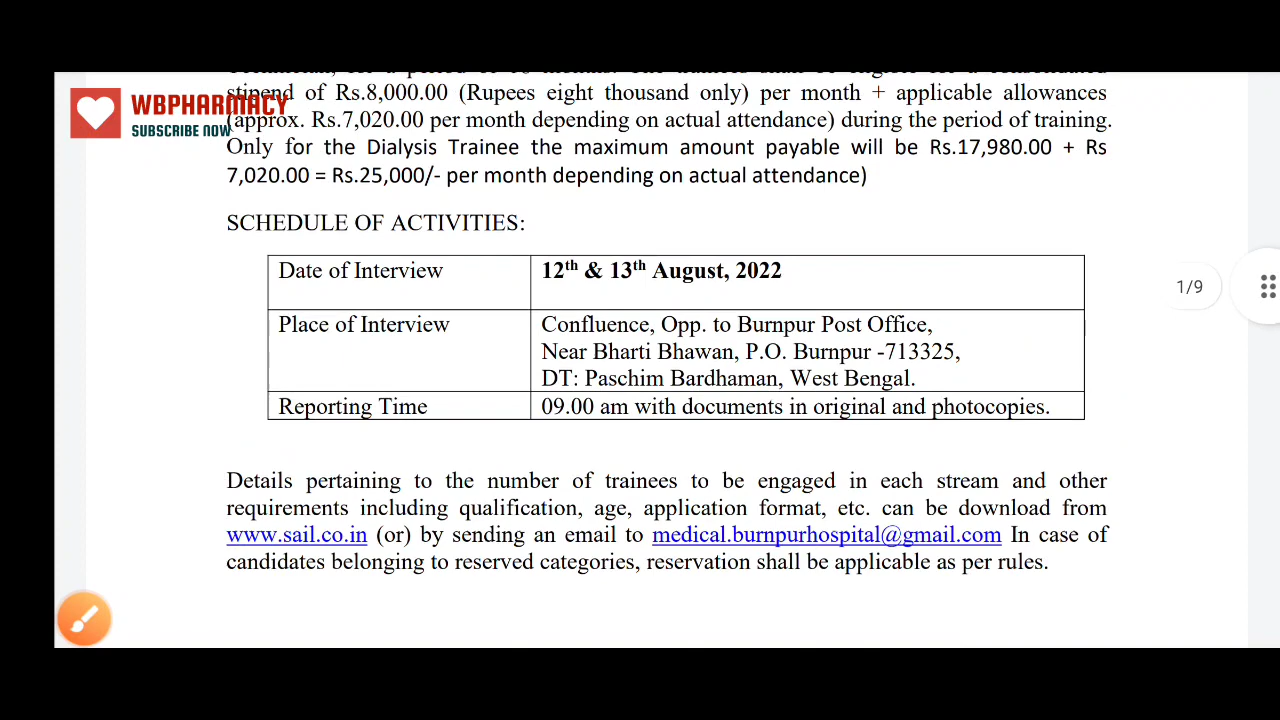 WBPHARMACY
SUBSCRIBE NOW
stipend of Rs.8,000.00 (Rupees eight thousand only) per month + applicable allowances
(approx. Rs.7,020.00 per month depending on actual attendance) during the period of training.
Only for the Dialysis Trainee the maximum amount payable will be Rs.17,980.00 + Rs
7,020.00 = Rs.25,000/- per month depending on actual attendance)
SCHEDULE OF ACTIVITIES:
Date of Interview
12th & 13th August, 2022
Place of Interview
Confluence, Opp. to Burnpur Post Office,
Near Bharti Bhawan, P.O. Burnpur -713325,
DT: Paschim Bardhaman, West Bengal.
Reporting Time
09.00 am with documents in original and photocopies.
1/9
Details pertaining to the number of trainees to be engaged in each stream and other
requirements including qualification, age, application format, etc. can be download from
www.sail.co.in (or) by sending an email to medical.burnpurhospital@gmail.com In case of
candidates belonging to reserved categories, reservation shall be applicable as per rules.